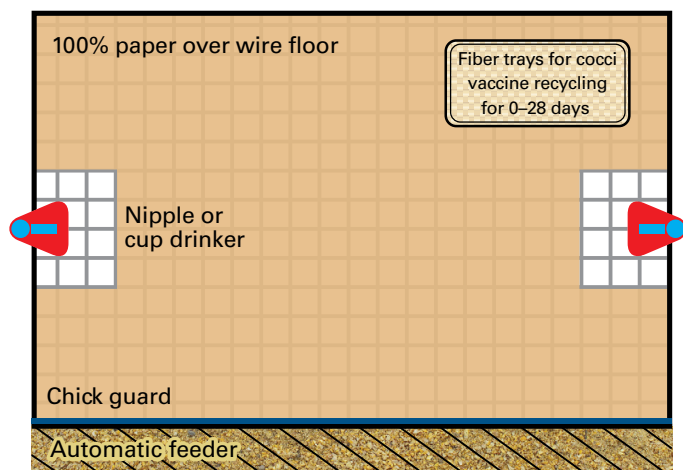 100% paper over wire floor
Fiber trays for cocci
vaccine recycling
for 0–28 days
Nipple or
cup drinker
Chick guard
Automatic feeder